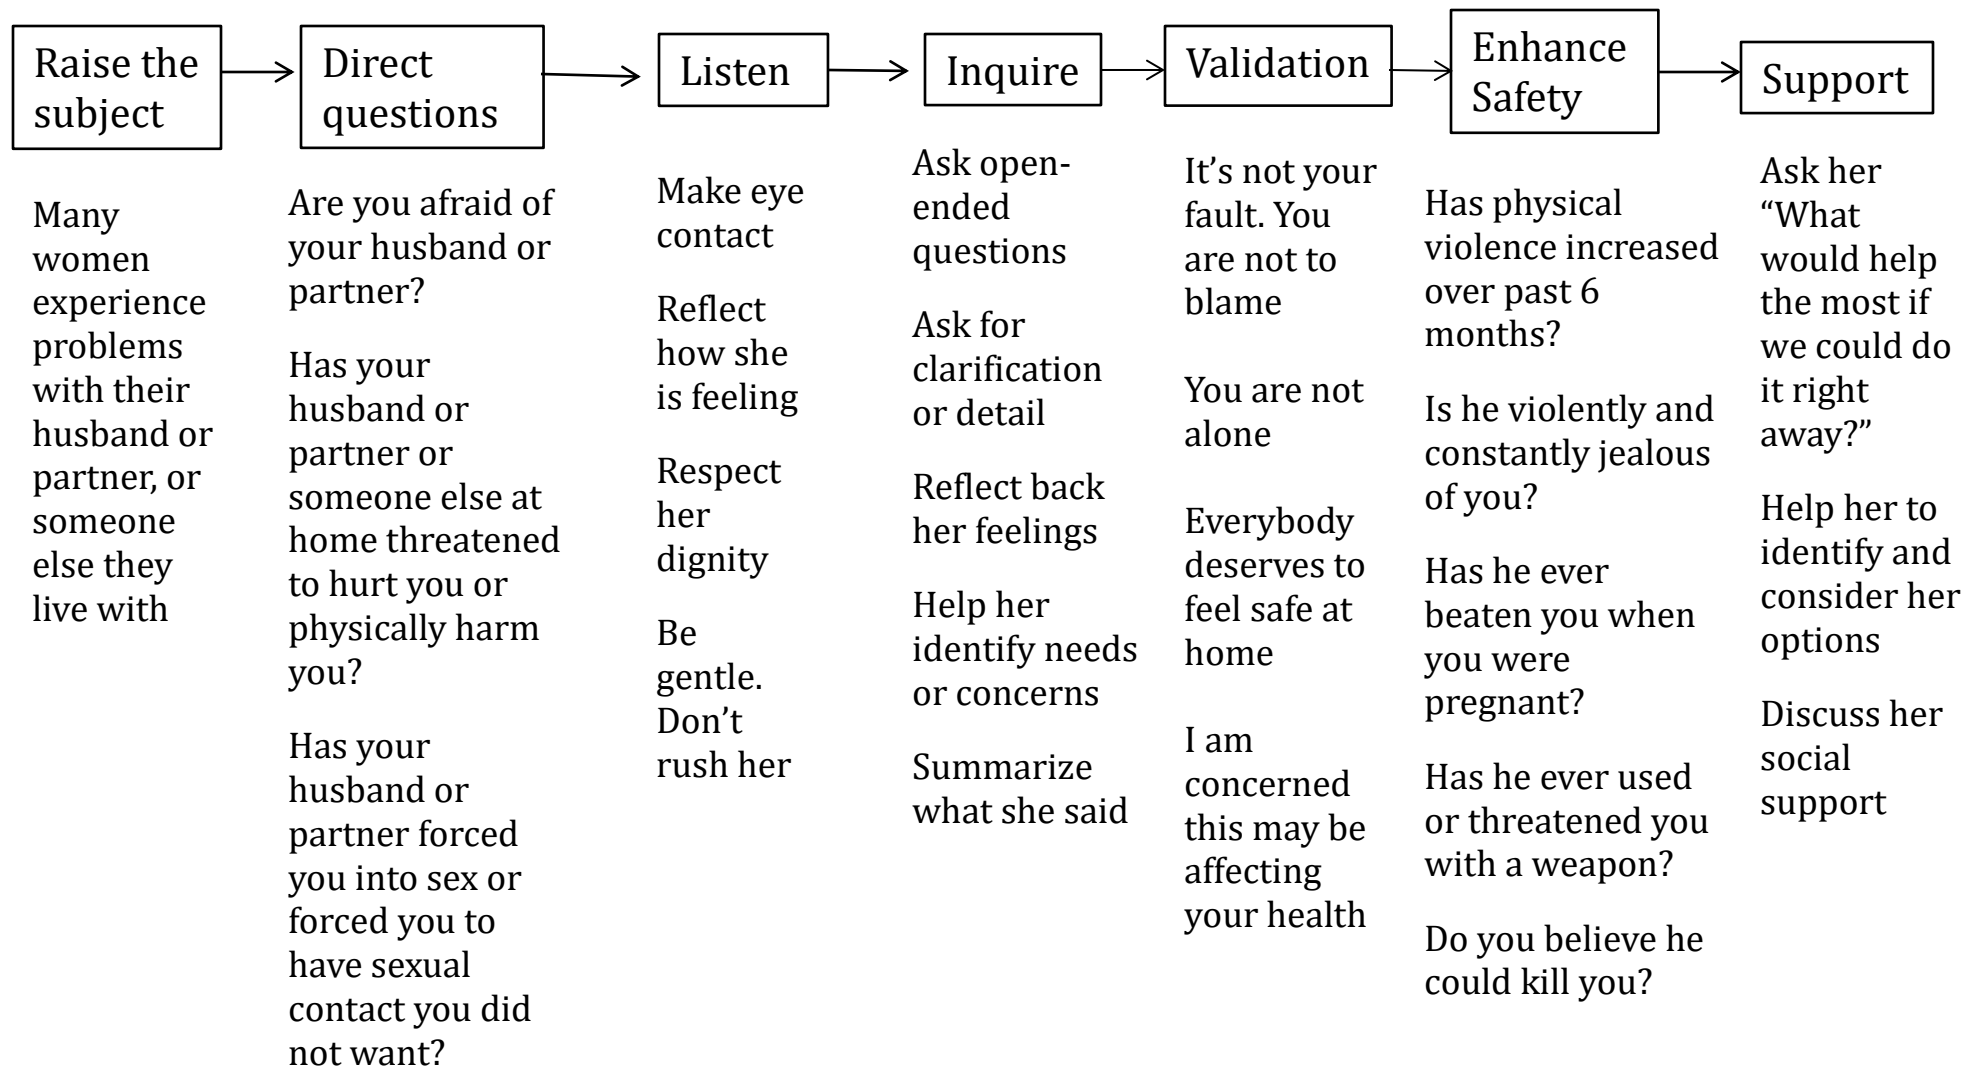 Raise the
subject
Direct
questions
Listen
Inquire
Validation
Enhance
Safety
Support
Many
women
experience
problems
with their
husband or
partner, or
someone
else they
live with
Are you afraid of
your husband or
partner?
Has your
husband or
partner or
someone else at
home threatened
to hurt you or
physically harm
you?
Has your
husband or
partner forced
you into sex or
forced you to
have sexual
contact you did
not want?
Make eye
contact
Reflect
how she
is feeling
Respect
her
dignity
Be
gentle.
Don’t
rush her
Ask open-
ended
questions
Ask for
clarification
or detail
Reflect back
her feelings
Help her
identify needs
or concerns
Summarize
what she said
It’s not your
fault. You
are not to
blame
You are not
alone
Everybody
deserves to
feel safe at
home
I am
concerned
this may be
affecting
your health
Has physical
violence increased
over past 6
months?
Is he violently and
constantly jealous
of you?
Has he ever
beaten you when
you were
pregnant?
Has he ever used
or threatened you
with a weapon?
Do you believe he
could kill you?
Ask her
“What
would help
the most if
we could do
it right
away?”
Help her to
identify and
consider her
options
Discuss her
social
support